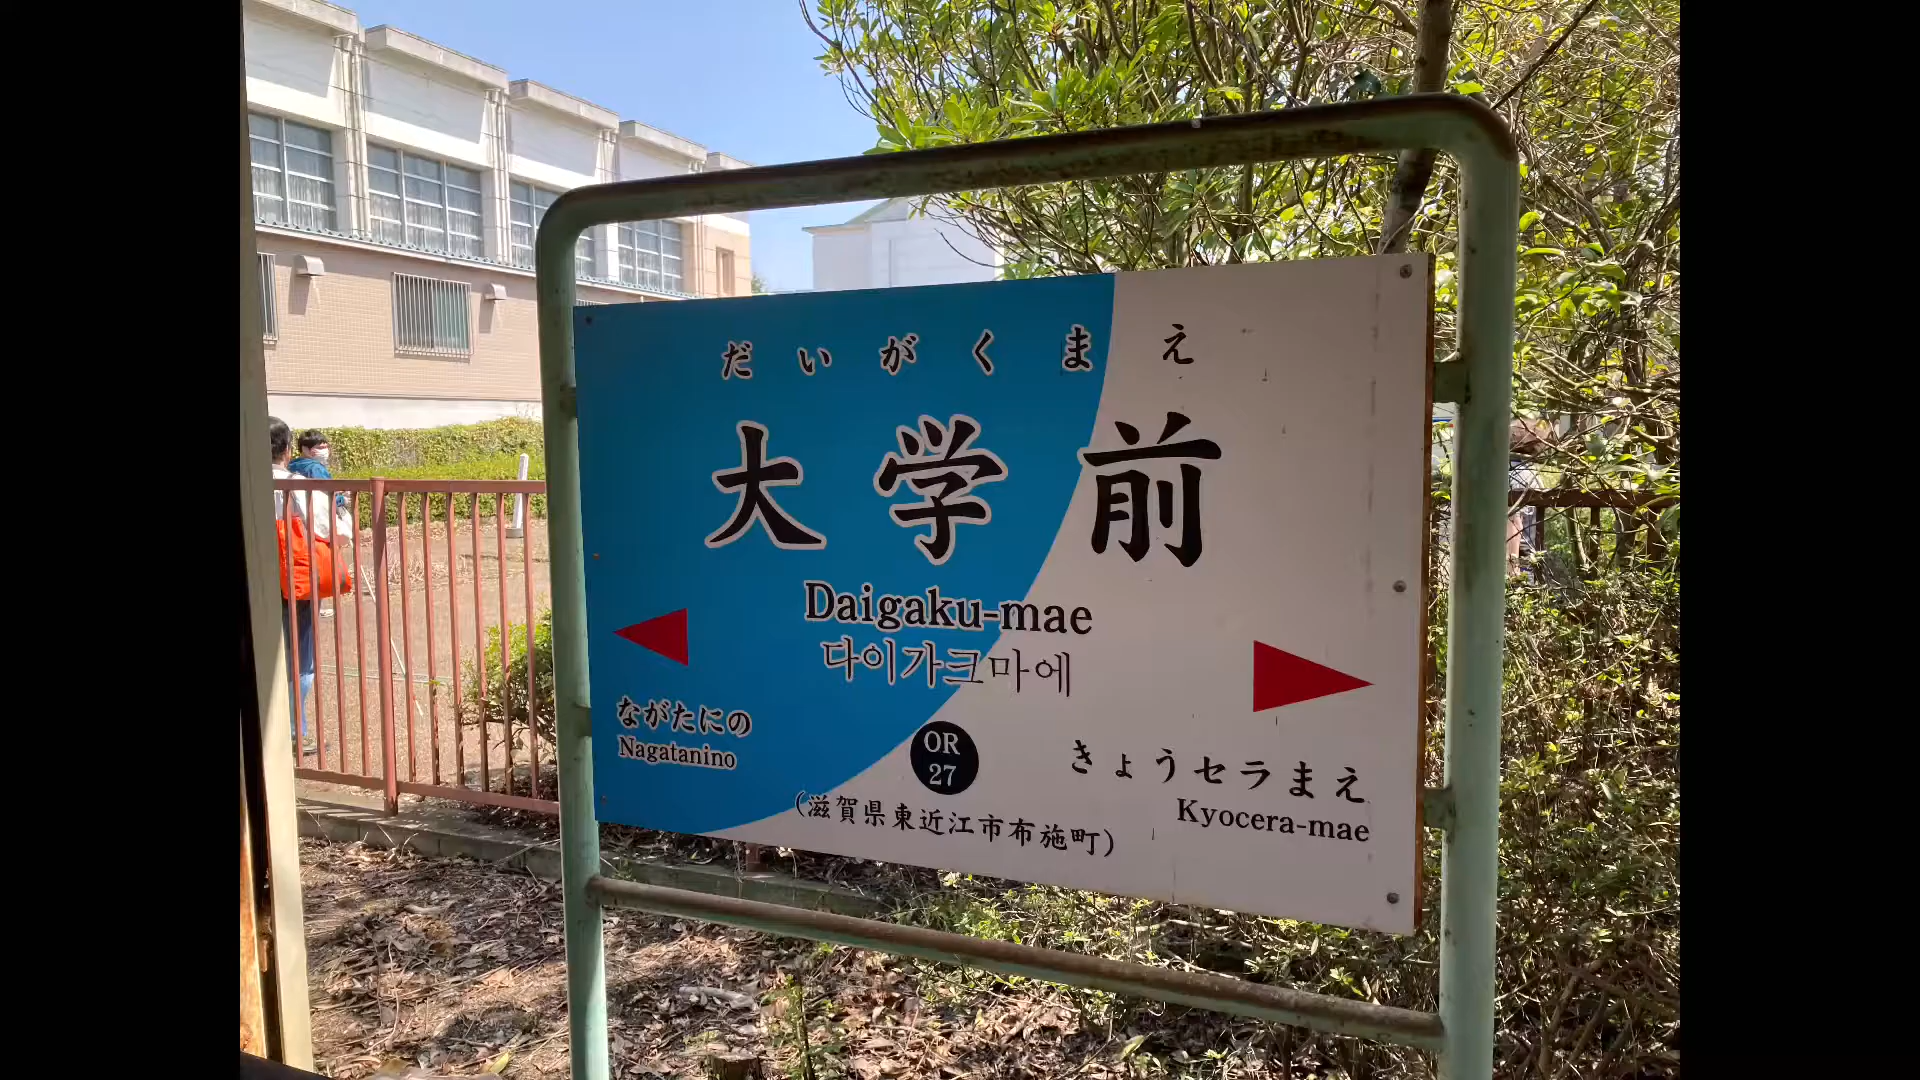 だいがくまえ
大学前
Daigaku-mae
다이가크마에
ながたにの
Nagatanino
OR
27
きょうセラまえ
Kyocera-mae
(滋賀県東近江市布施町)